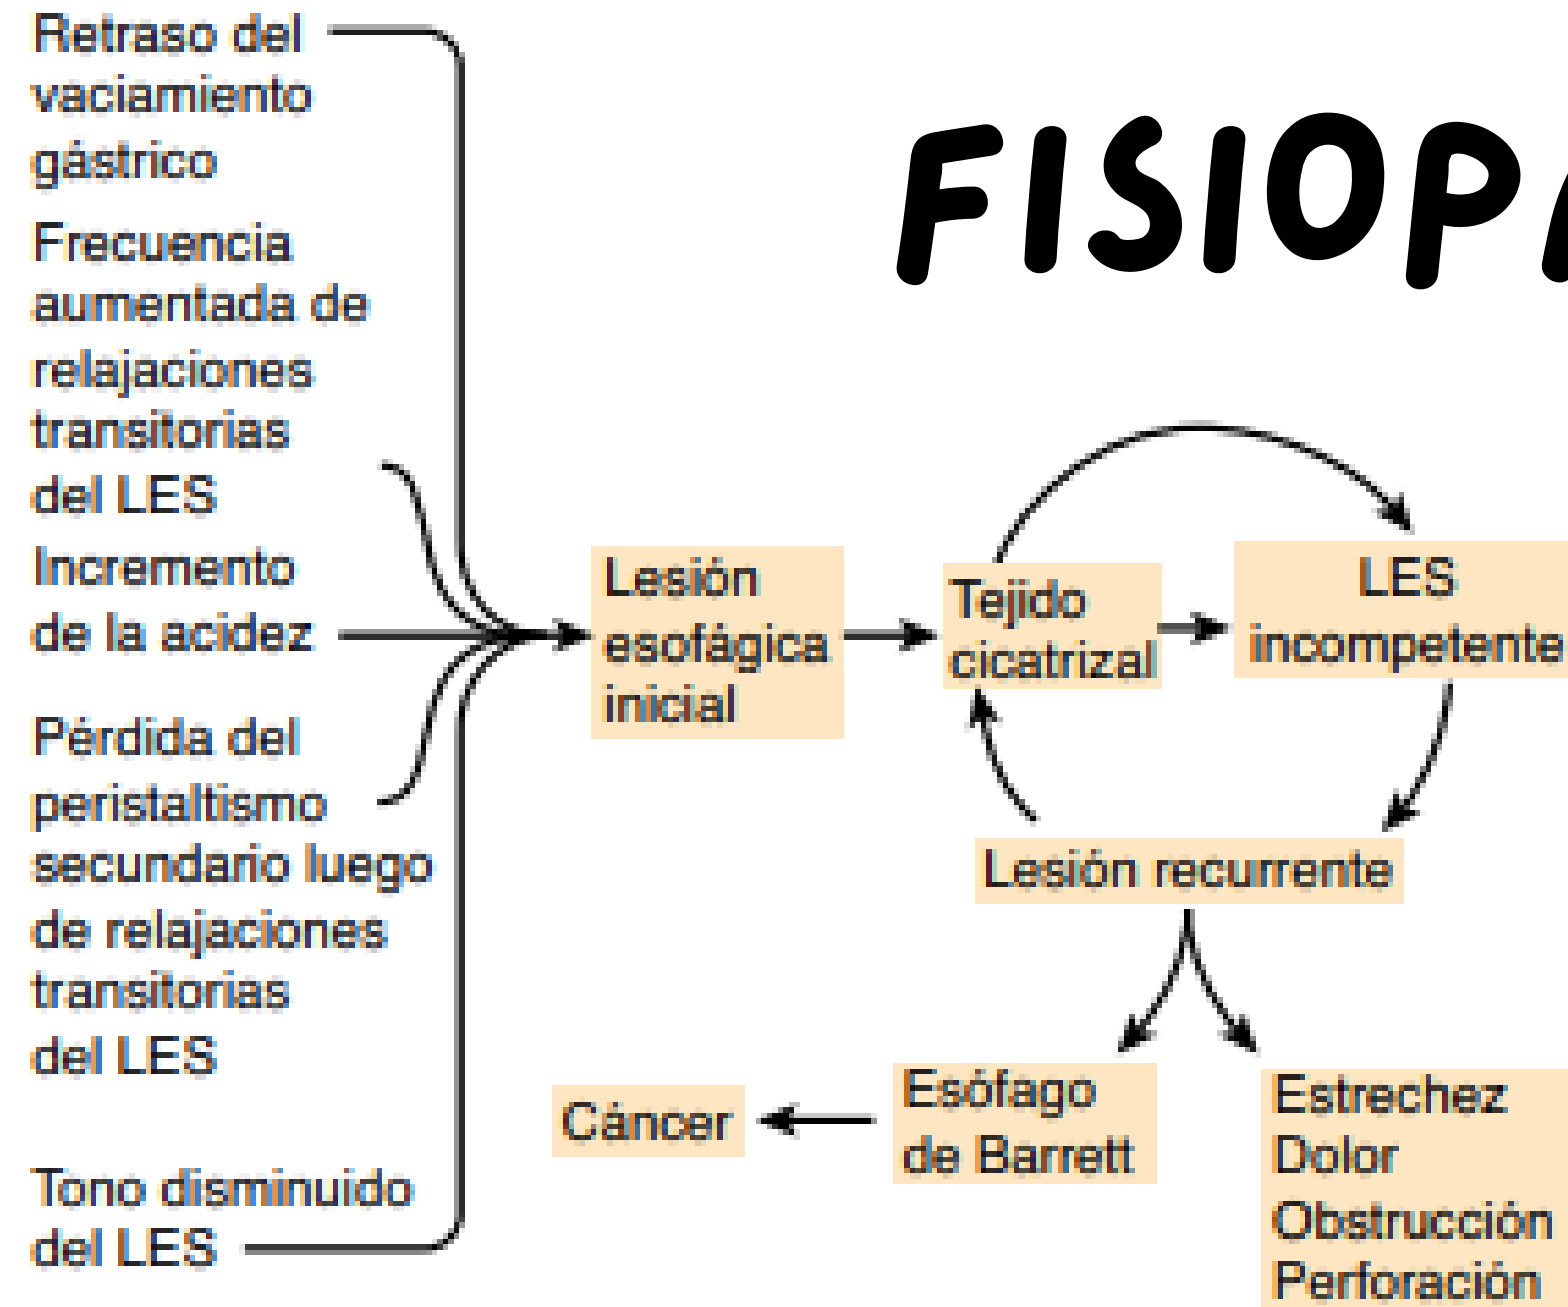 Retraso del
vaciamiento
gástrico
Frecuencia
aumentada de
relajaciones
transitorias
del LES
Incremento
de la acidez
Pérdida del
peristaltismo
secundario luego
de relajaciones
transitorias
del LES
Tono disminuido
del LES
FISIOP
Lesión
esofágica
inicial
Tejido
cicatrizal
LES
incompetente
Lesión recurrente
Esófago
de Barrett
Cáncer
Estrechez
Dolor
Obstrucción
Perforación